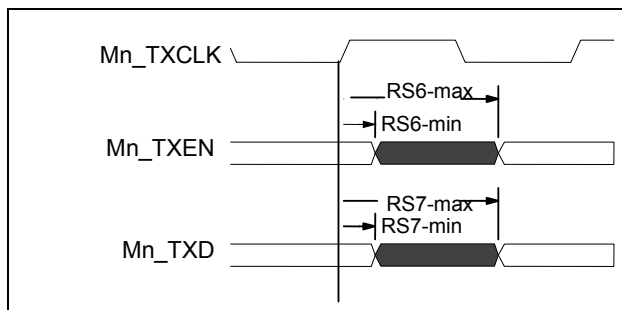 Mn_TXCLK
RS6-max
RS6-min
Mn_TXEN
RS7-max
RS7-min
Mn_TXD